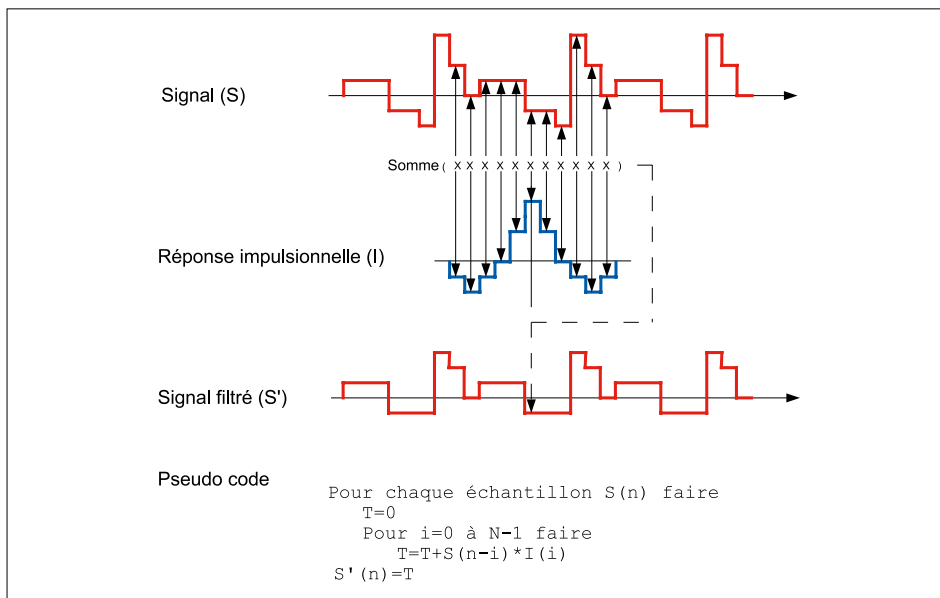 Signal (S)
Somme ( x x x x x x x x x x x )
Réponse impulsionnelle (I)
Signal filtré (S')
Pseudo code
Pour chaque échantillon S(n) faire
T=0
Pour i=0 à N-1 faire
T=T+S(n-i)*I(i)
S'(n)=T